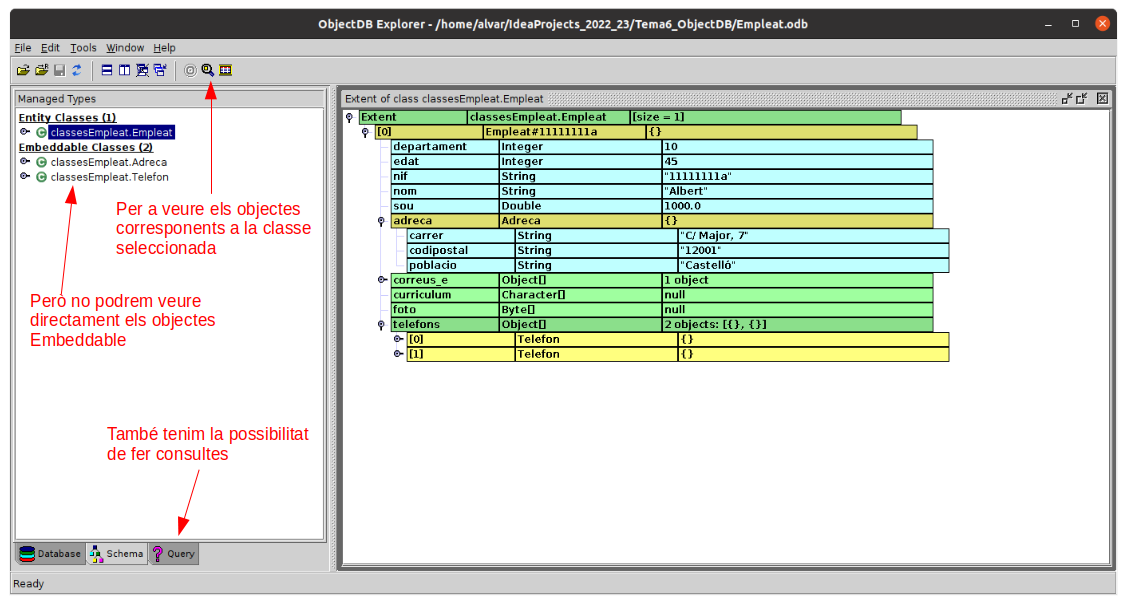 ObjectDB Explorer - /home/alvar/IdeaProjects_2022_23/Tema6_ObjectDB/Empleat.odb
File Edit Tools Window Help
Managed Types
Entity Classes (1)
classesEmpleat.Empleat
Embeddable Classes (2)
classesEmpleat.Adreca
classesEmpleat.Telefon
Per a veure els objectes
corresponents a la classe
seleccionada
Però no podrem veure
directament els objectes
Embeddable
També tenim la possibilitat
de fer consultes
Database Schema Query
Extent of class classesEmpleat.Empleat
Extent classesEmpleat.Empleat [size = 1]
[0] Empleat#11111111a {}
departament Integer 10
edat Integer 45
nif String "11111111a"
nom String "Albert"
sou Double 1000.0
adreca Adreca {}
carrer String "C/ Major, 7"
codipostal String "12001"
poblacio String "Castelló"
correus_e Object[] 1 object
curriculum Character[] null
foto Byte[] null
telefons Object[] 2 objects: [{}, {}]
[0] Telefon {}
[1] Telefon {}
Ready